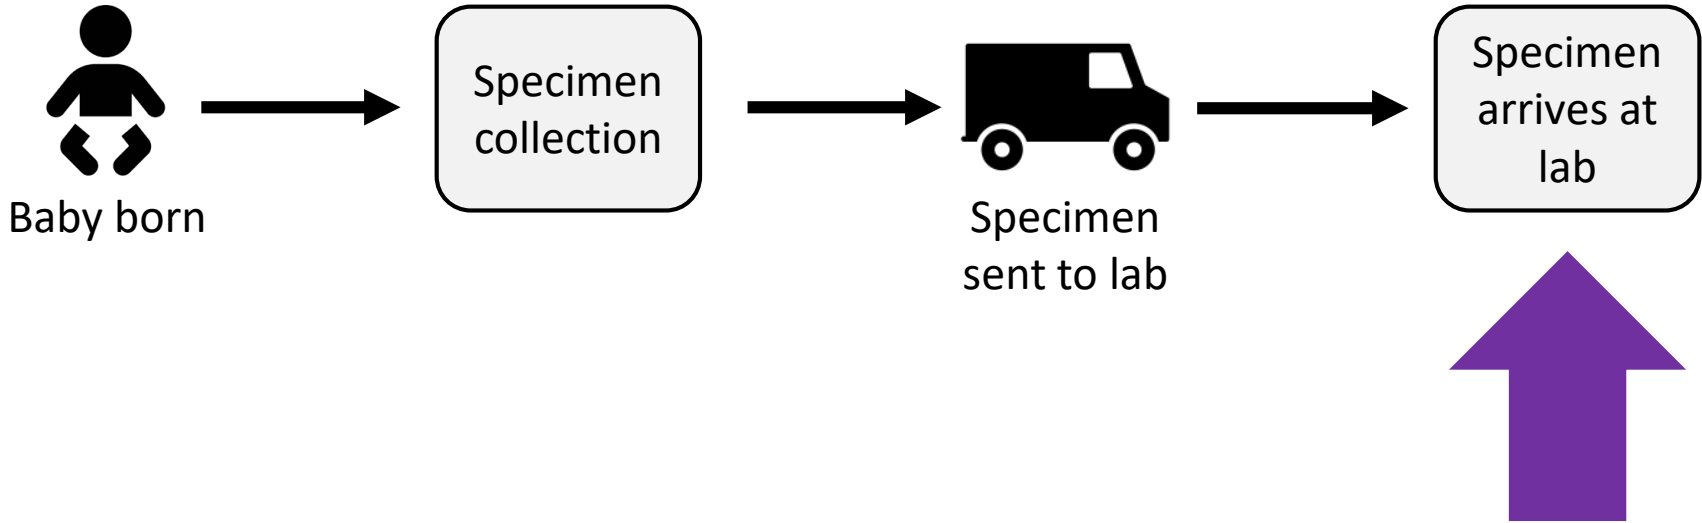 Baby born
Specimen
collection
Specimen
sent to lab
Specimen
arrives at
lab